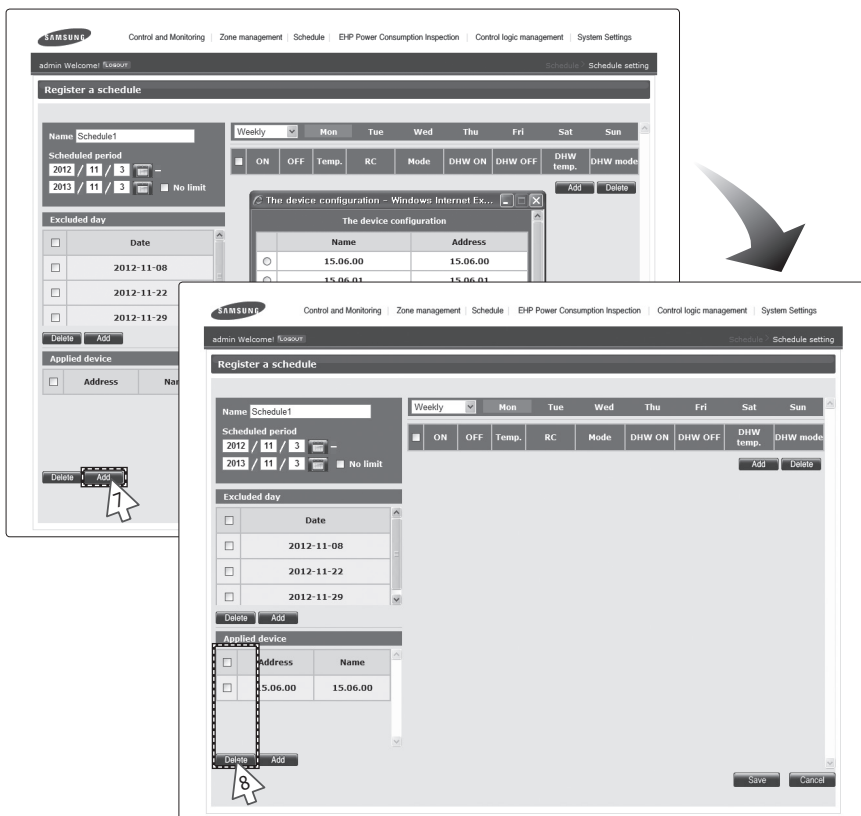 SAMSUNG Control and Monitoring | Zone management | Schedule | EHP Power Consumption Inspection | Control logic management | System Settings
admin Welcome! LOGOUT Schedule > Schedule setting
Register a schedule
Name Schedule1
Scheduled period
2012 / 11 / 3 –
2013 / 11 / 3 No limit
Weekly Mon Tue Wed Thu Fri Sat Sun
ON OFF Temp. RC Mode DHW ON DHW OFF DHW temp. DHW mode
Add Delete
Excluded day
Date
2012-11-08
2012-11-22
2012-11-29
Delete Add
Applied device
Address
Delete Add
7
The device configuration – Windows Internet Ex...
The device configuration
Name Address
15.06.00 15.06.00
15.06.01 15.06.01
SAMSUNG Control and Monitoring | Zone management | Schedule | EHP Power Consumption Inspection | Control logic management | System Settings
admin Welcome! LOGOUT Schedule > Schedule setting
Register a schedule
Name Schedule1
Scheduled period
2012 / 11 / 3 –
2013 / 11 / 3 No limit
Weekly Mon Tue Wed Thu Fri Sat Sun
ON OFF Temp. RC Mode DHW ON DHW OFF DHW temp. DHW mode
Add Delete
Excluded day
Date
2012-11-08
2012-11-22
2012-11-29
Delete Add
Applied device
Address Name
5.06.00 15.06.00
Delete Add
8
Save Cancel